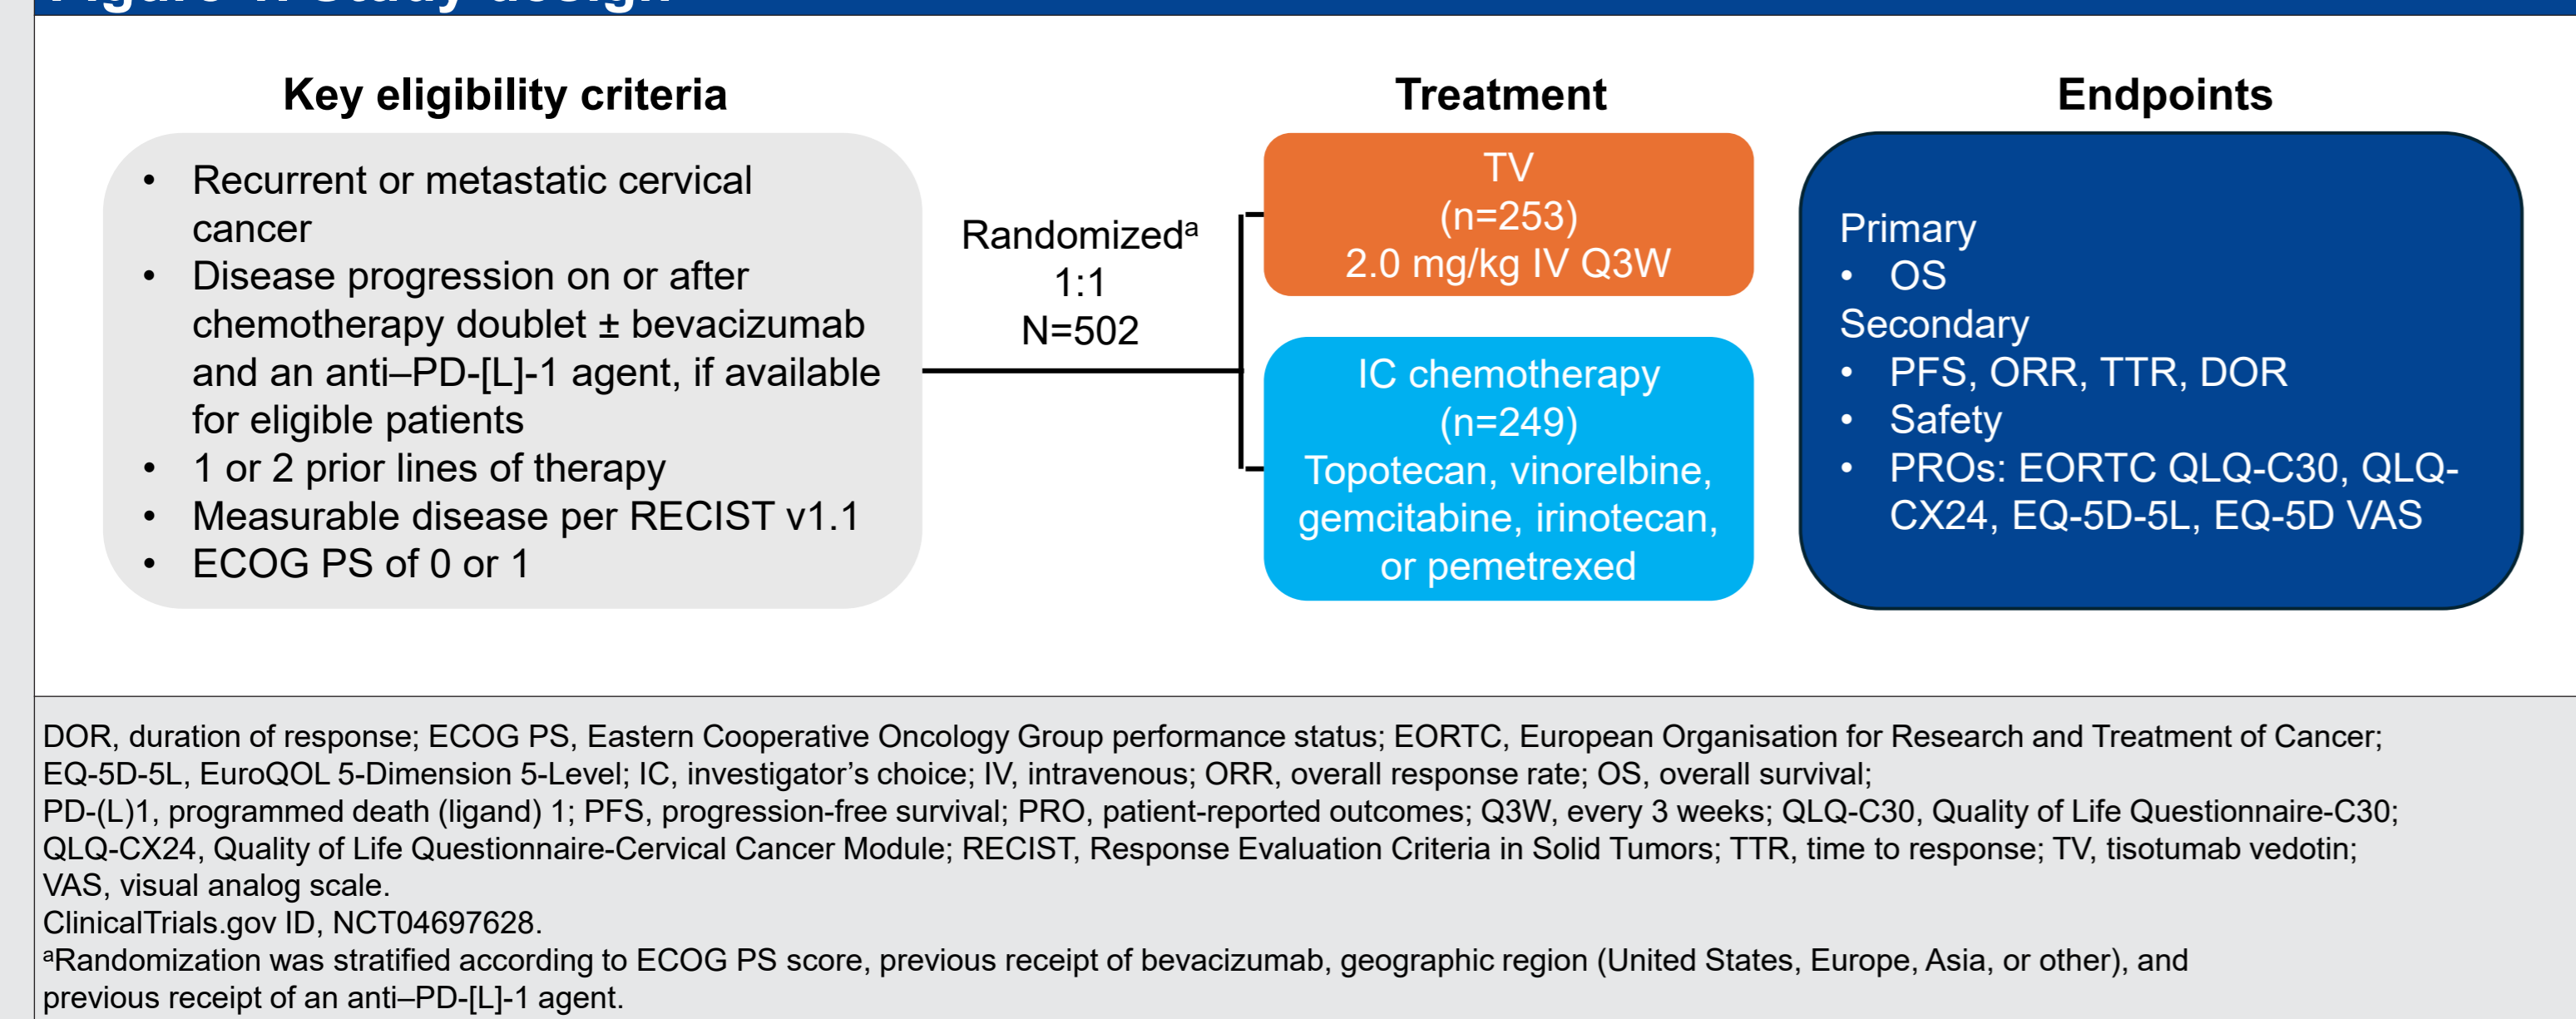 Figure 1. Study design
Key eligibility criteria
• Recurrent or metastatic cervical
cancer
• Disease progression on or after
chemotherapy doublet ± bevacizumab
and an anti–PD-[L]-1 agent, if available
for eligible patients
• 1 or 2 prior lines of therapy
• Measurable disease per RECIST v1.1
• ECOG PS of 0 or 1
Randomizedᵃ
1:1
N=502
Treatment
TV
(n=253)
2.0 mg/kg IV Q3W
IC chemotherapy
(n=249)
Topotecan, vinorelbine,
gemcitabine, irinotecan,
or pemetrexed
Endpoints
Primary
• OS
Secondary
• PFS, ORR, TTR, DOR
• Safety
• PROs: EORTC QLQ-C30, QLQ-
CX24, EQ-5D-5L, EQ-5D VAS
DOR, duration of response; ECOG PS, Eastern Cooperative Oncology Group performance status; EORTC, European Organisation for Research and Treatment of Cancer;
EQ-5D-5L, EuroQOL 5-Dimension 5-Level; IC, investigator’s choice; IV, intravenous; ORR, overall response rate; OS, overall survival;
PD-(L)1, programmed death (ligand) 1; PFS, progression-free survival; PRO, patient-reported outcomes; Q3W, every 3 weeks; QLQ-C30, Quality of Life Questionnaire-C30;
QLQ-CX24, Quality of Life Questionnaire-Cervical Cancer Module; RECIST, Response Evaluation Criteria in Solid Tumors; TTR, time to response; TV, tisotumab vedotin;
VAS, visual analog scale.
ClinicalTrials.gov ID, NCT04697628.
ᵃRandomization was stratified according to ECOG PS score, previous receipt of bevacizumab, geographic region (United States, Europe, Asia, or other), and
previous receipt of an anti–PD-[L]-1 agent.